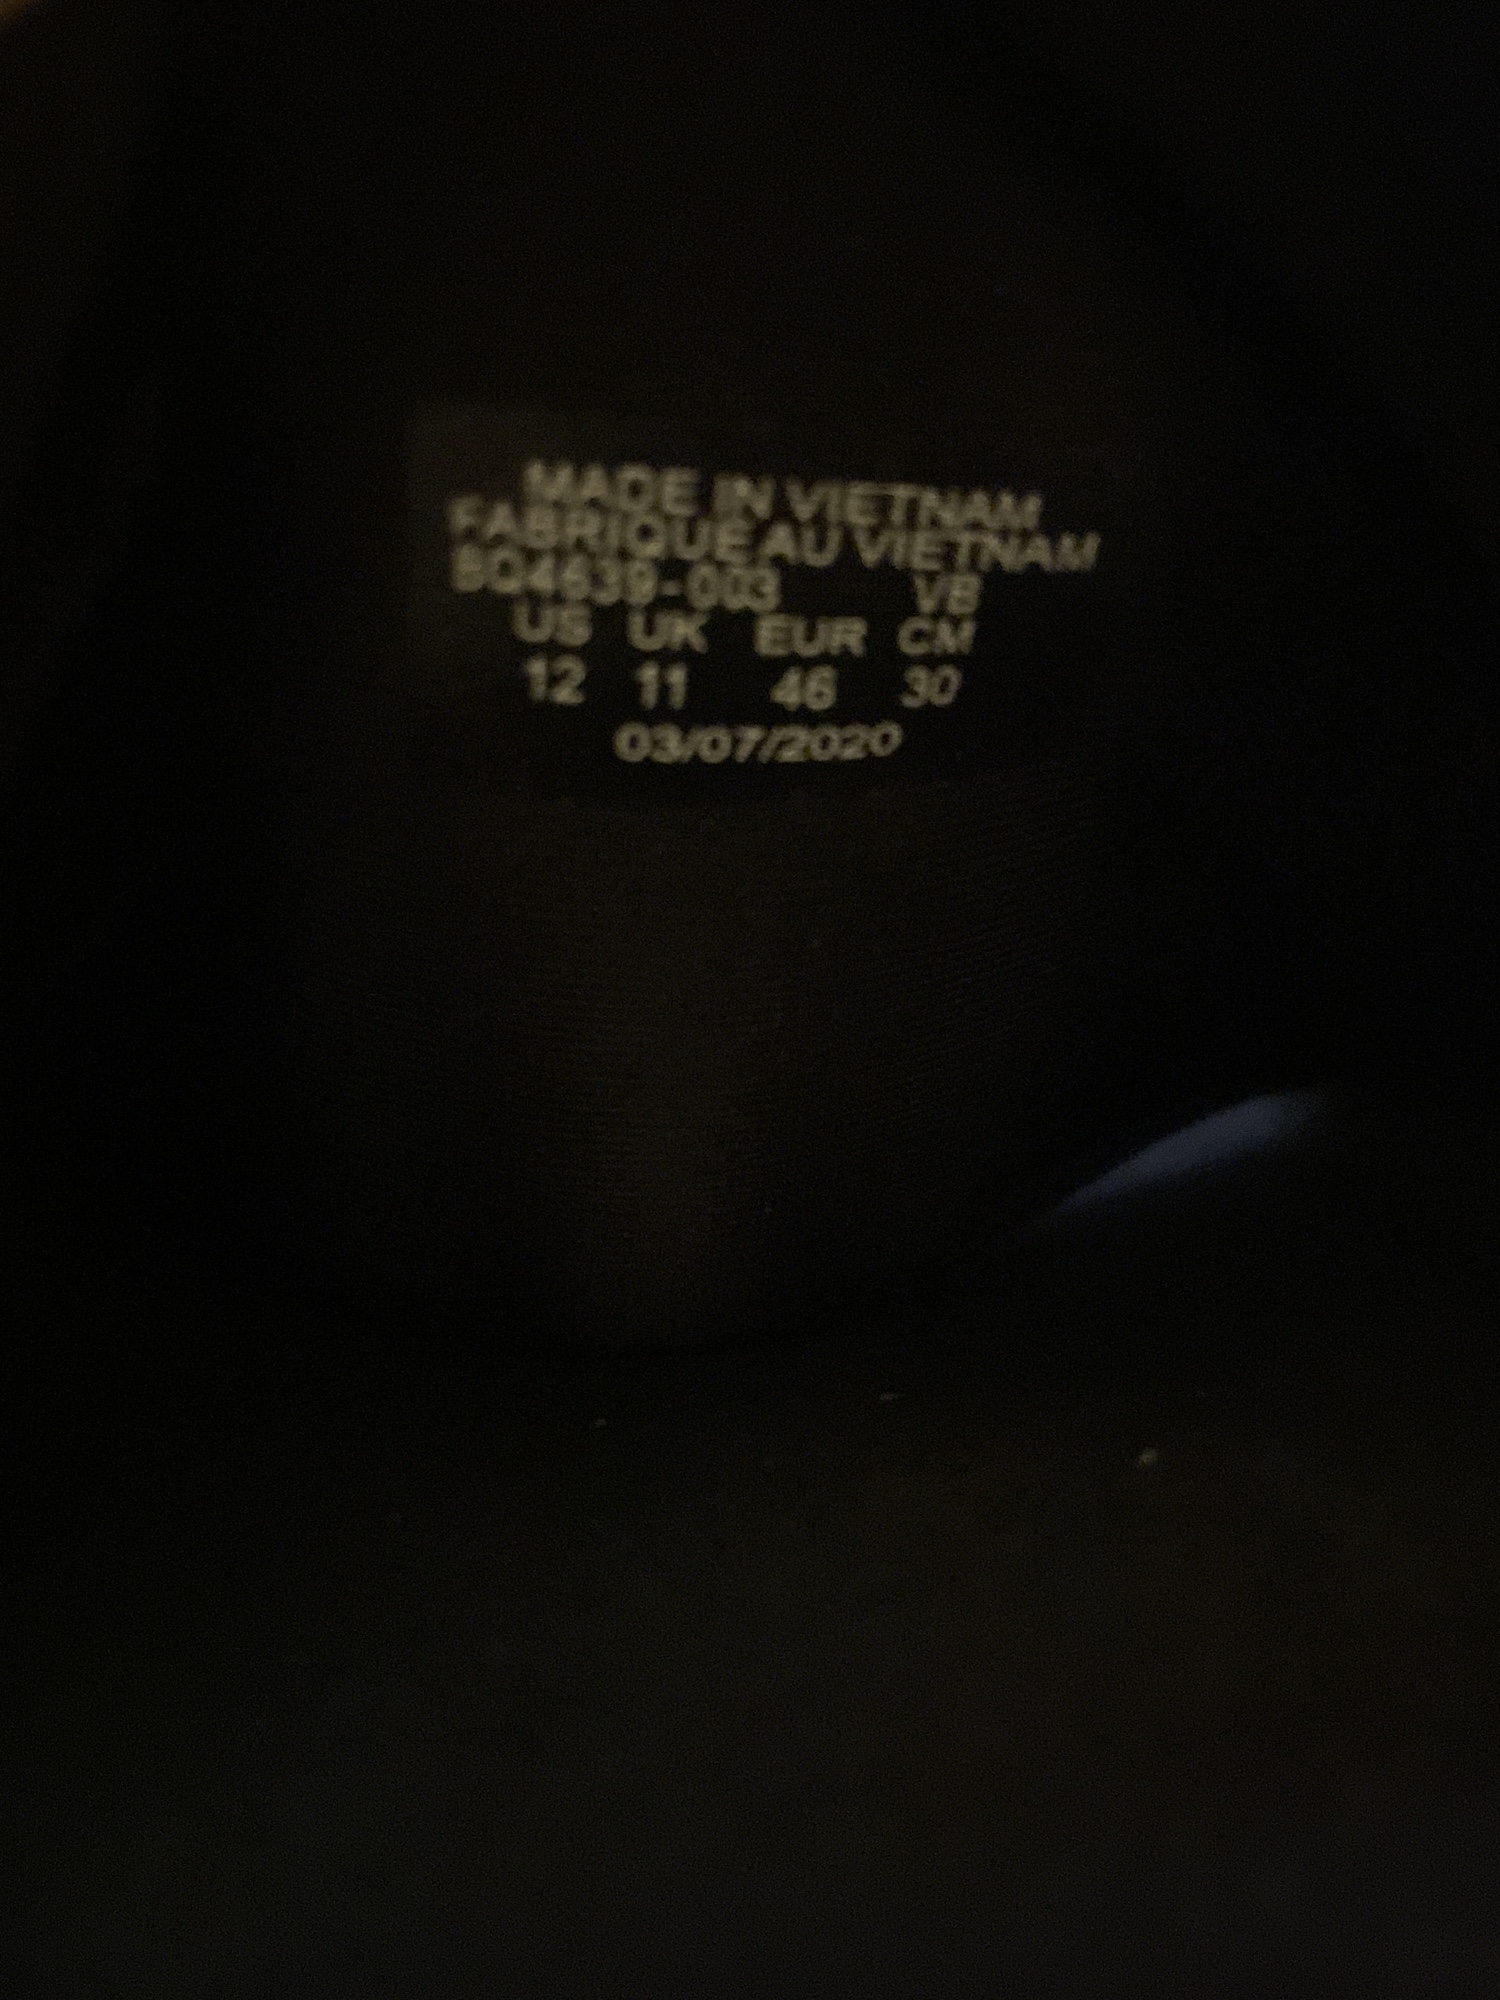 MADE IN VIETNAM
FABRIQUE AU VIETNAM
BQ4639-003 VB
US UK EUR CM
12 11 46 30
03/07/2020